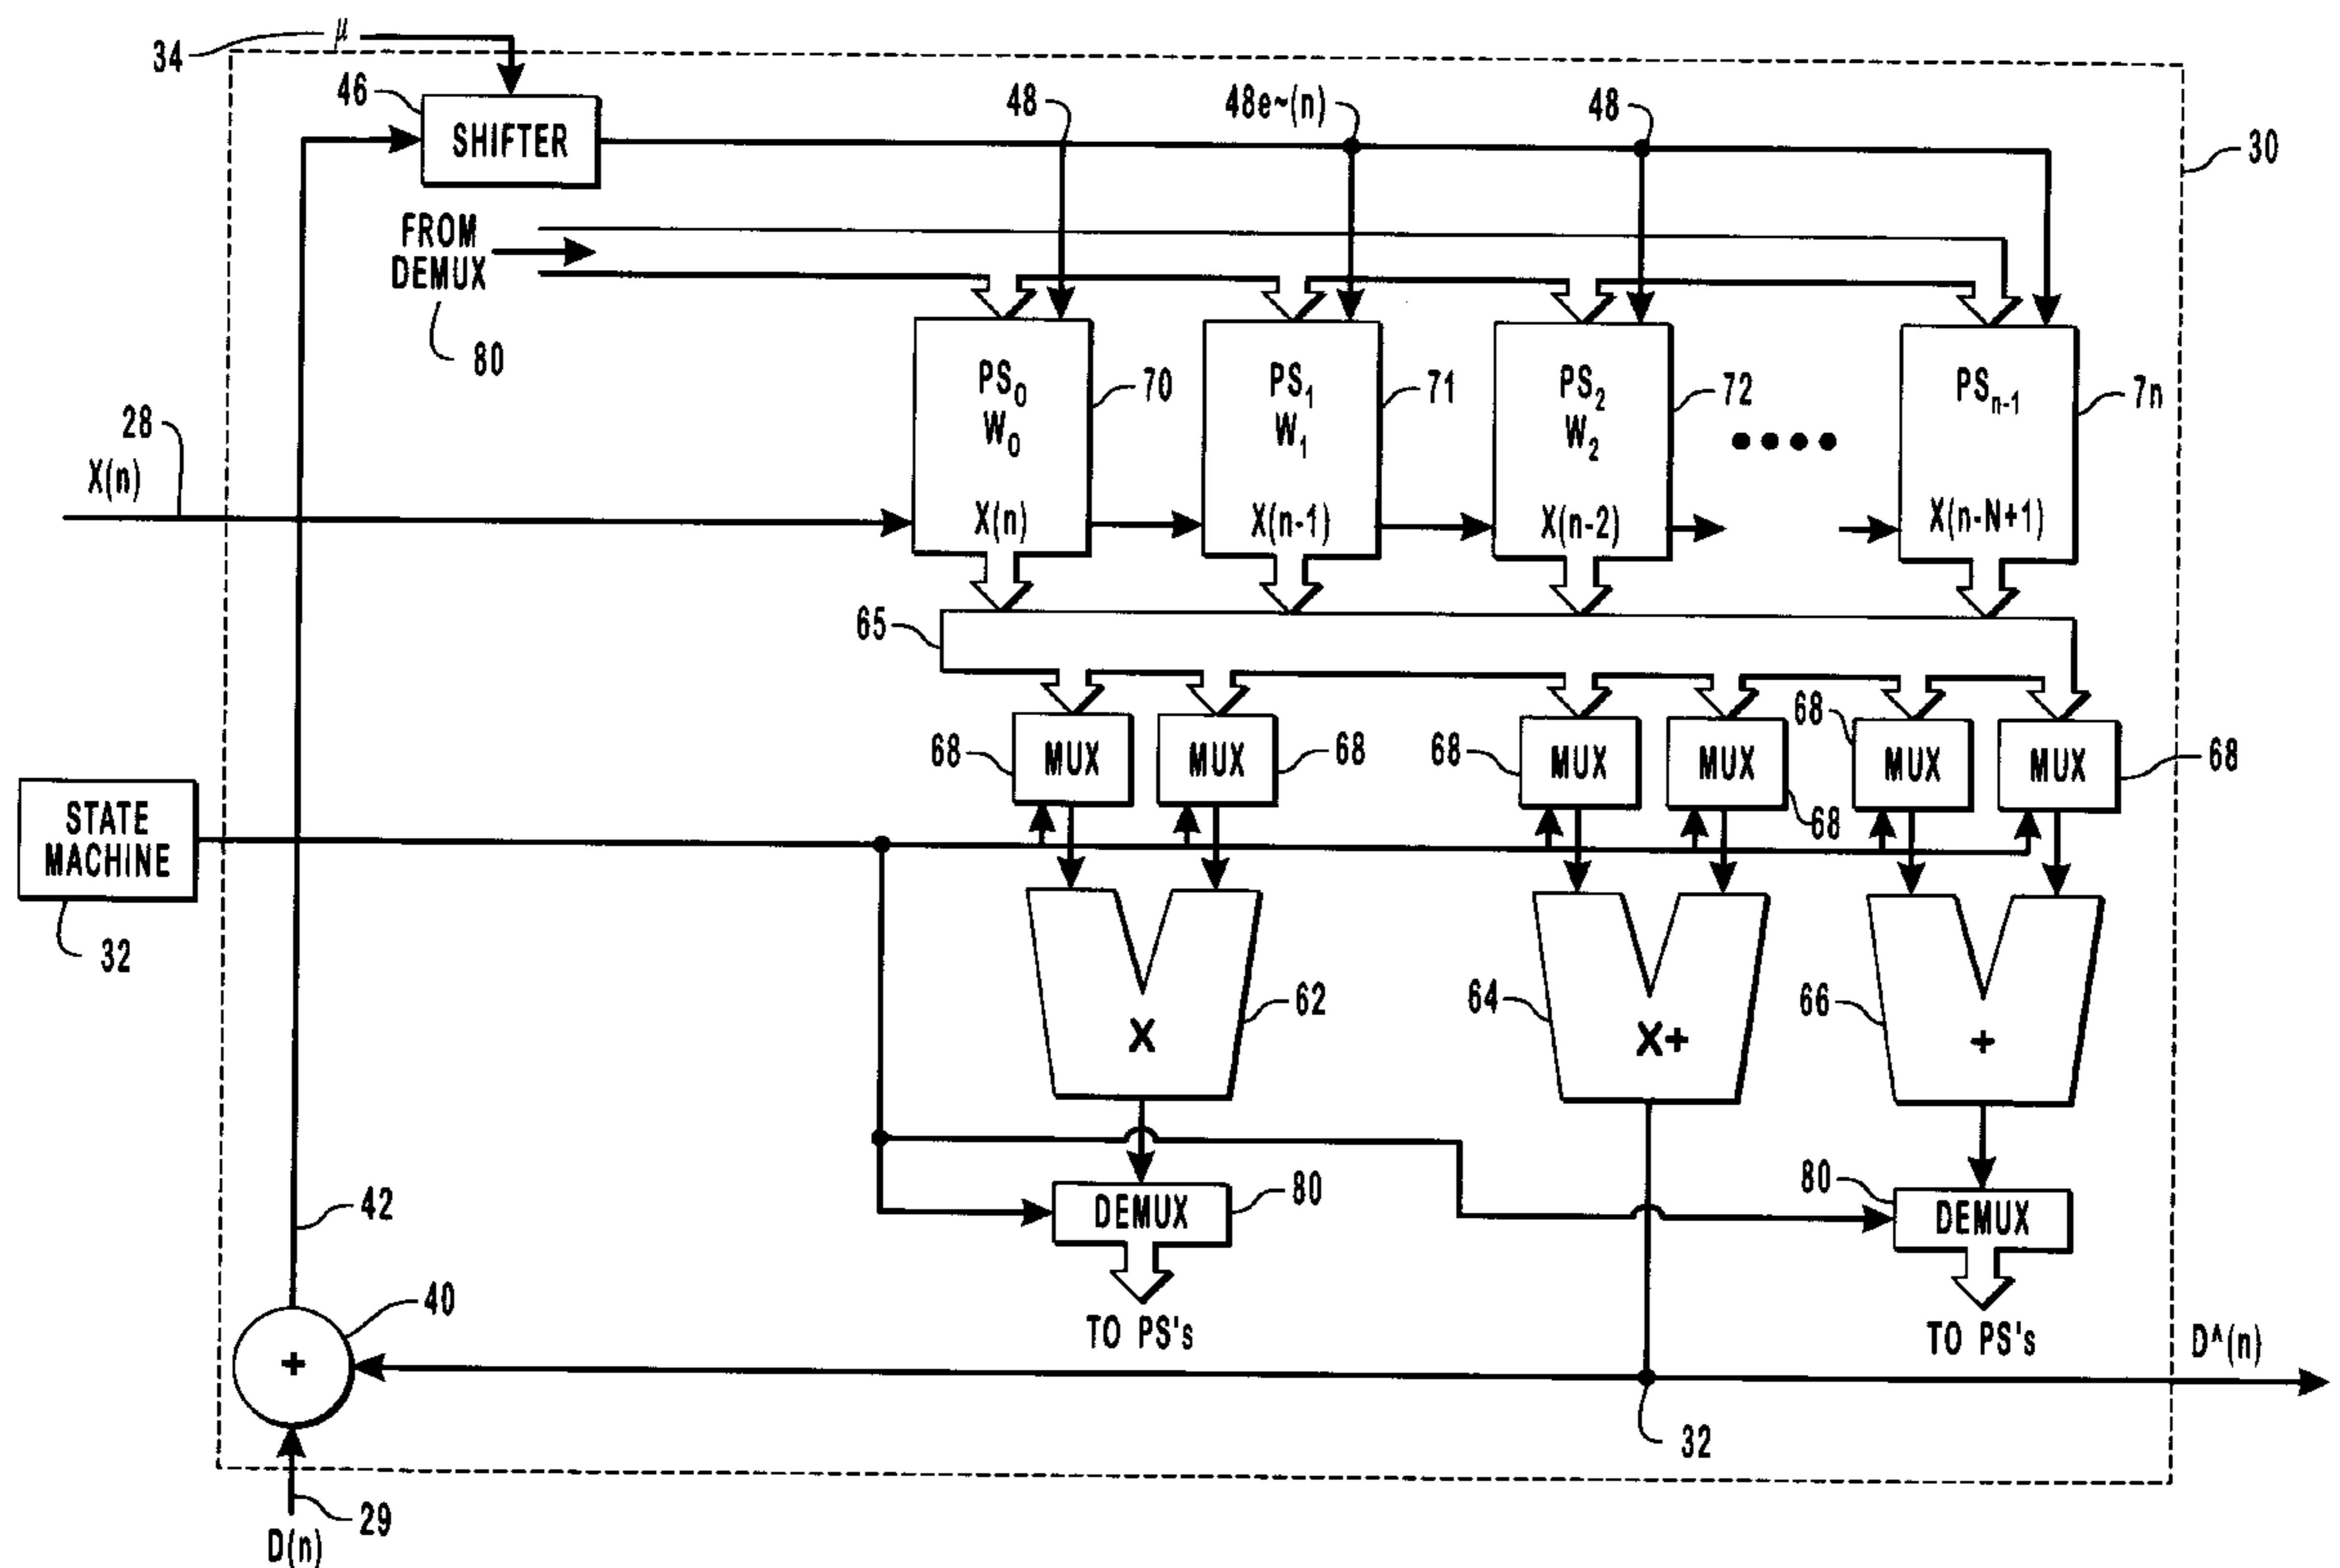 34
μ
46
SHIFTER
48
48e~(n)
48
30
FROM
DEMUX
80
PS0
W0
X(n)
70
PS1
W1
X(n-1)
71
PS2
W2
X(n-2)
72
PSn-1
X(n-N+1)
7n
28
X(n)
65
68
MUX
MUX
68
68
MUX
MUX
68
68
MUX
MUX
68
STATE
MACHINE
32
X
62
64
X+
66
+
42
DEMUX
80
80
DEMUX
40
+
TO PS's
TO PS's
D^(n)
32
29
D(n)